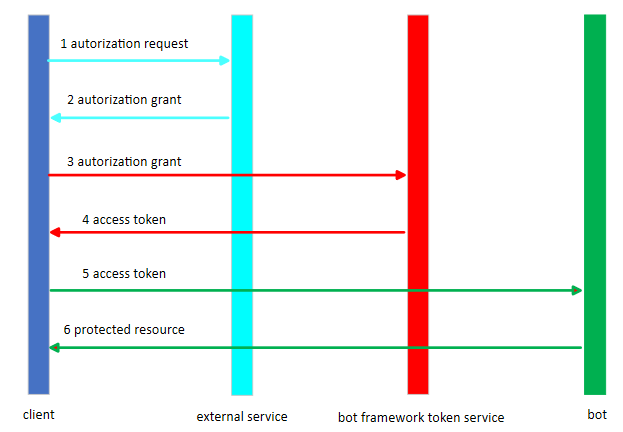 1 autorization request
2 autorization grant
3 autorization grant
4 access token
5 access token
6 protected resource
client
external service
bot framework token service
bot